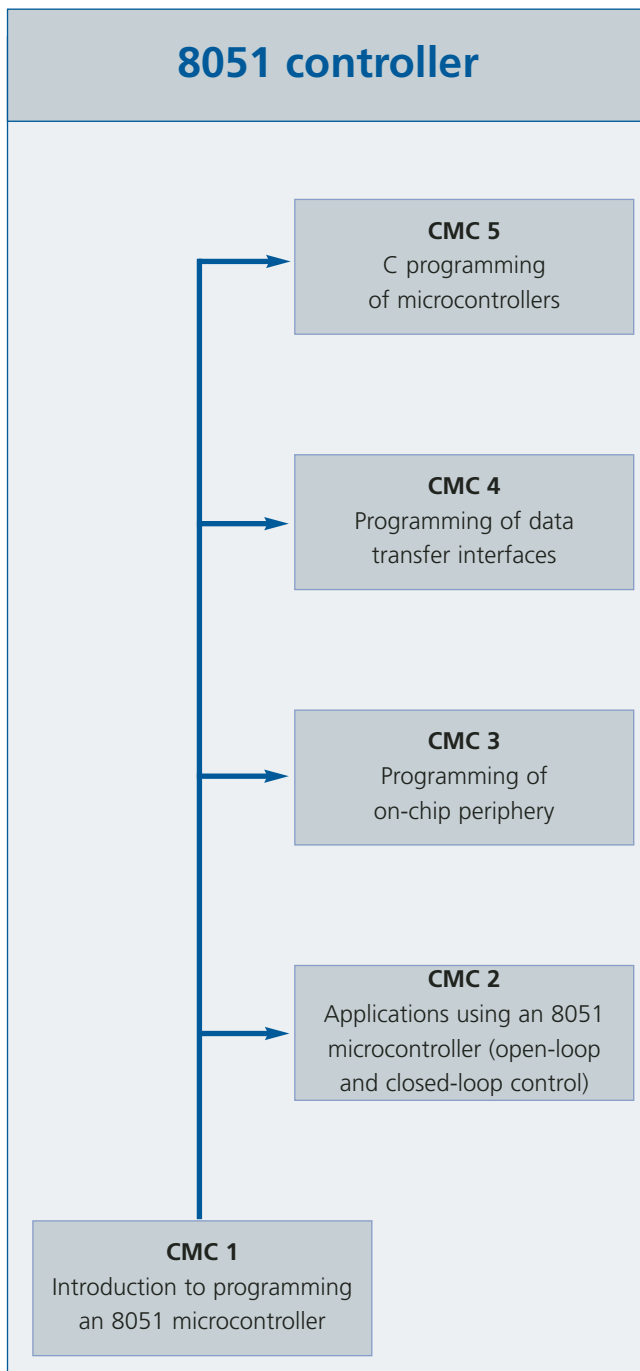 8051 controller
CMC 5
C programming
of microcontrollers
CMC 4
Programming of data
transfer interfaces
CMC 3
Programming of
on-chip periphery
CMC 2
Applications using an 8051
microcontroller (open-loop
and closed-loop control)
CMC 1
Introduction to programming
an 8051 microcontroller